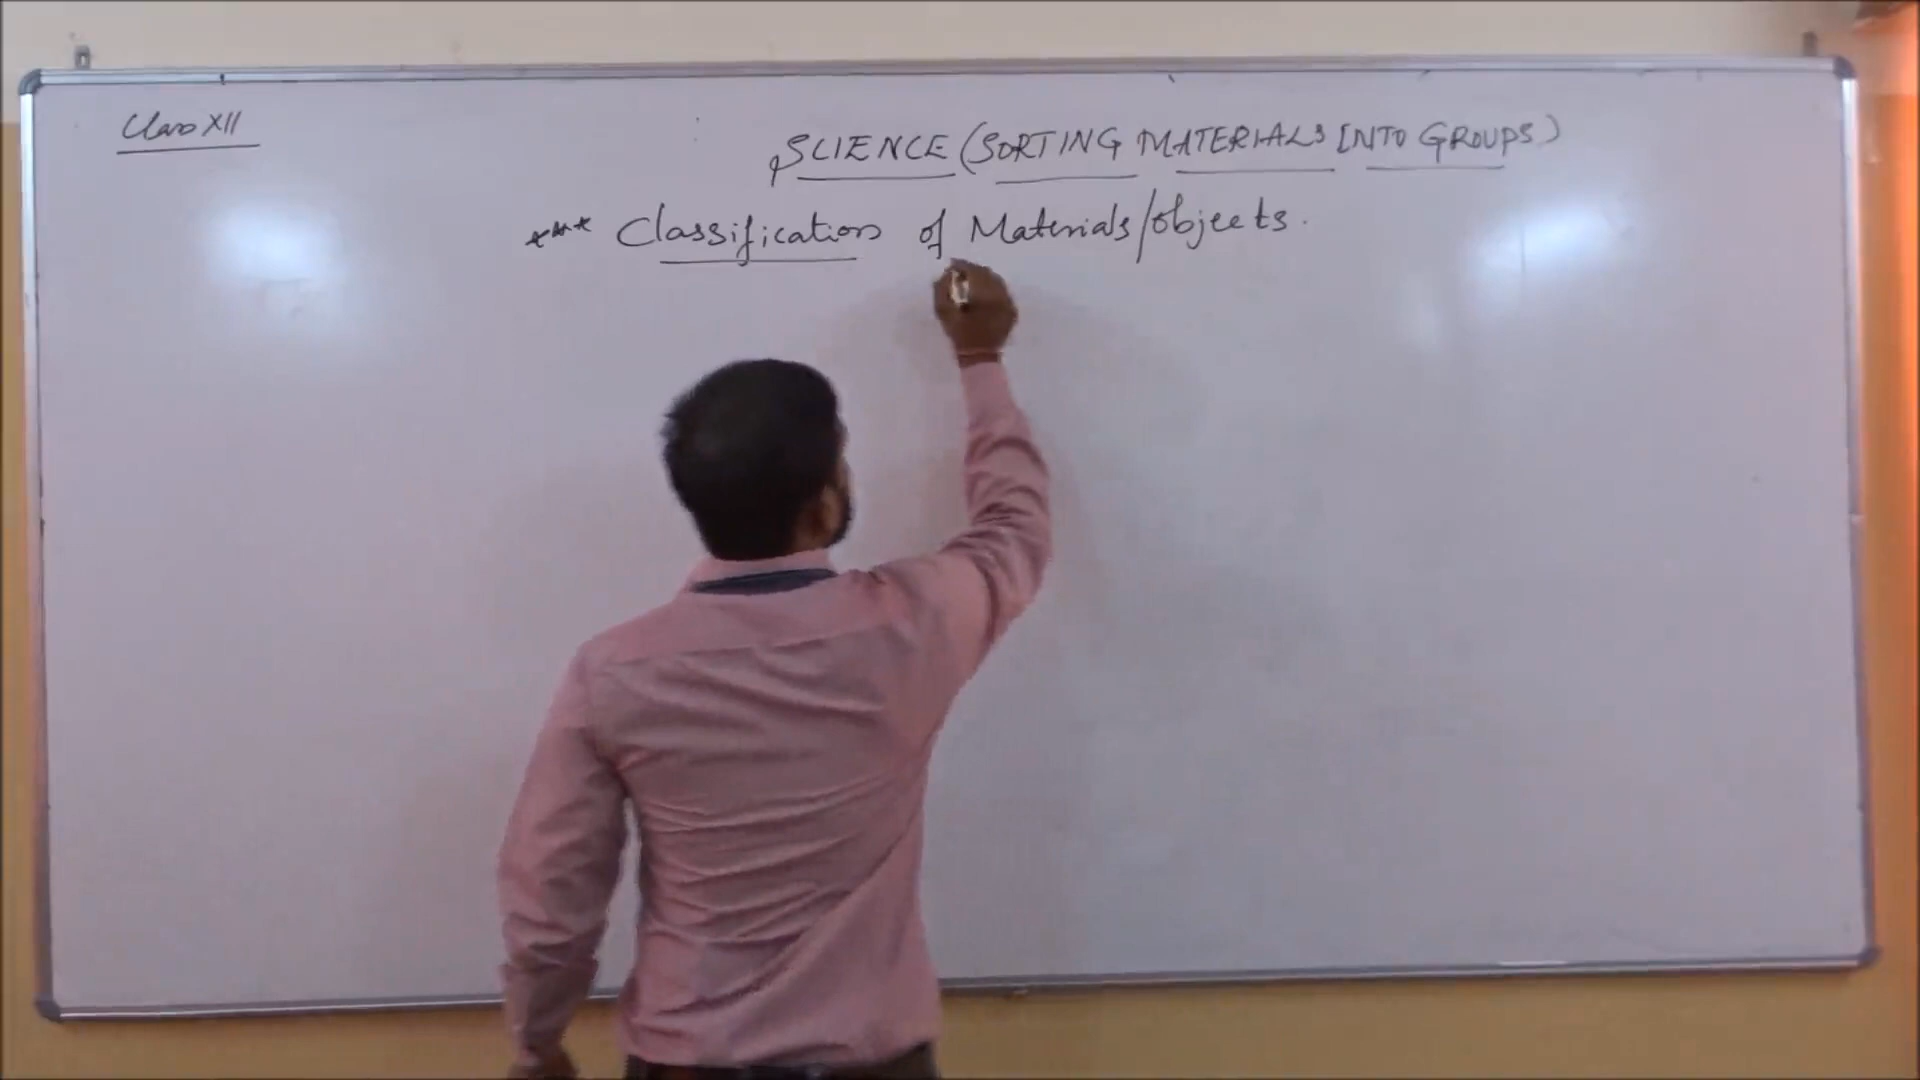 Class XII
SCIENCE (SORTING MATERIALS INTO GROUPS)
*** Classification of Materials/objects.